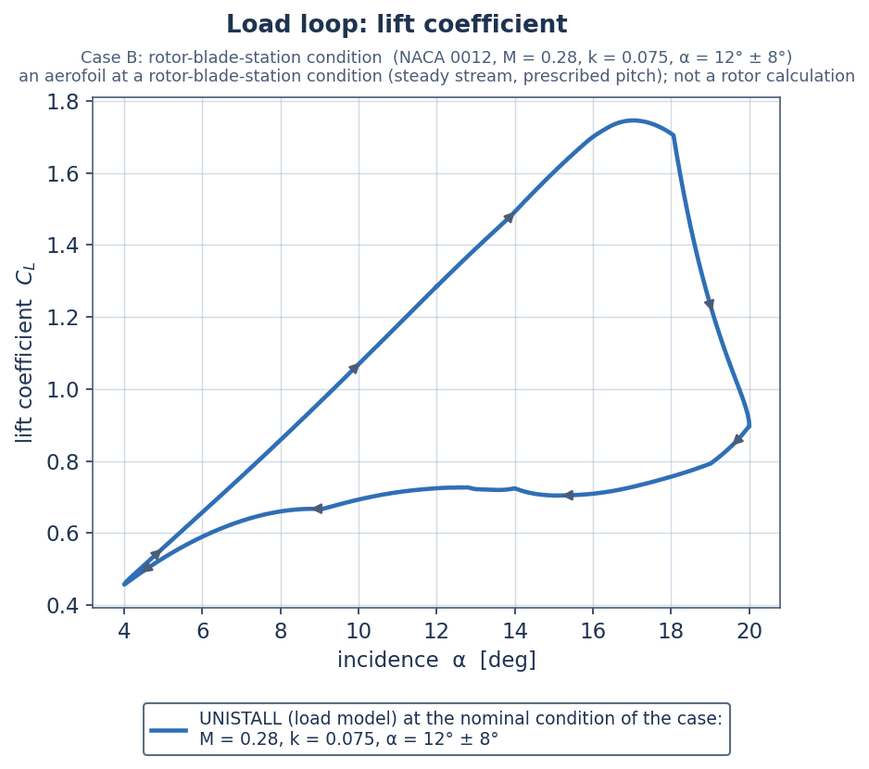 Load loop: lift coefficient
Case B: rotor-blade-station condition (NACA 0012, M = 0.28, k = 0.075, α = 12° ± 8°)
an aerofoil at a rotor-blade-station condition (steady stream, prescribed pitch); not a rotor calculation
lift coefficient C_L
1.8
1.6
1.4
1.2
1.0
0.8
0.6
0.4
4 6 8 10 12 14 16 18 20
incidence α [deg]
UNISTALL (load model) at the nominal condition of the case:
M = 0.28, k = 0.075, α = 12° ± 8°